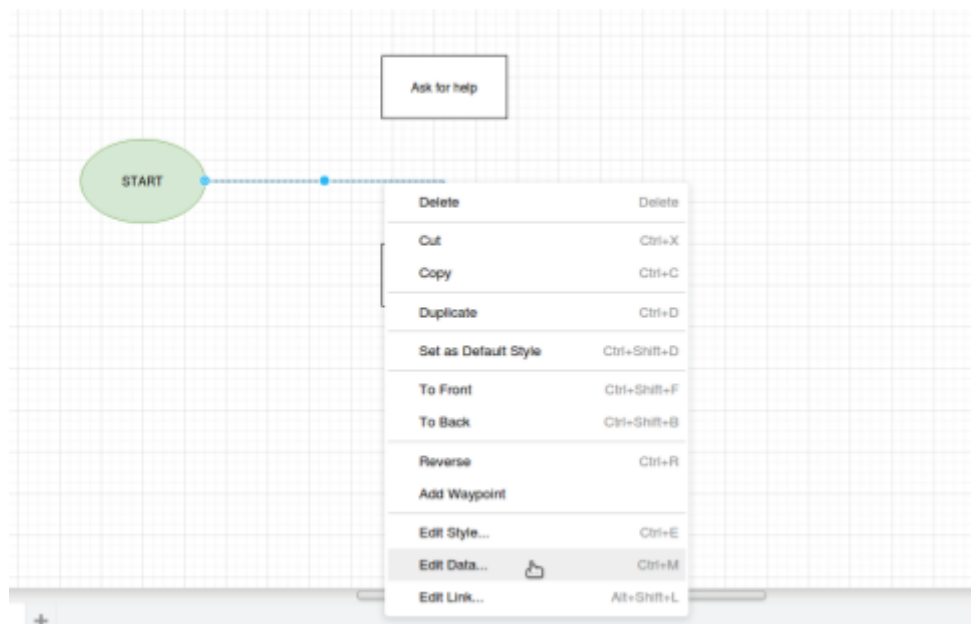 Ask for help
START
Delete Delete
Cut Ctrl+X
Copy Ctrl+C
Duplicate Ctrl+D
Set as Default Style Ctrl+Shift+D
To Front Ctrl+Shift+F
To Back Ctrl+Shift+B
Reverse Ctrl+R
Add Waypoint
Edit Style... Ctrl+E
Edit Data... Ctrl+M
Edit Link... Alt+Shift+L
+